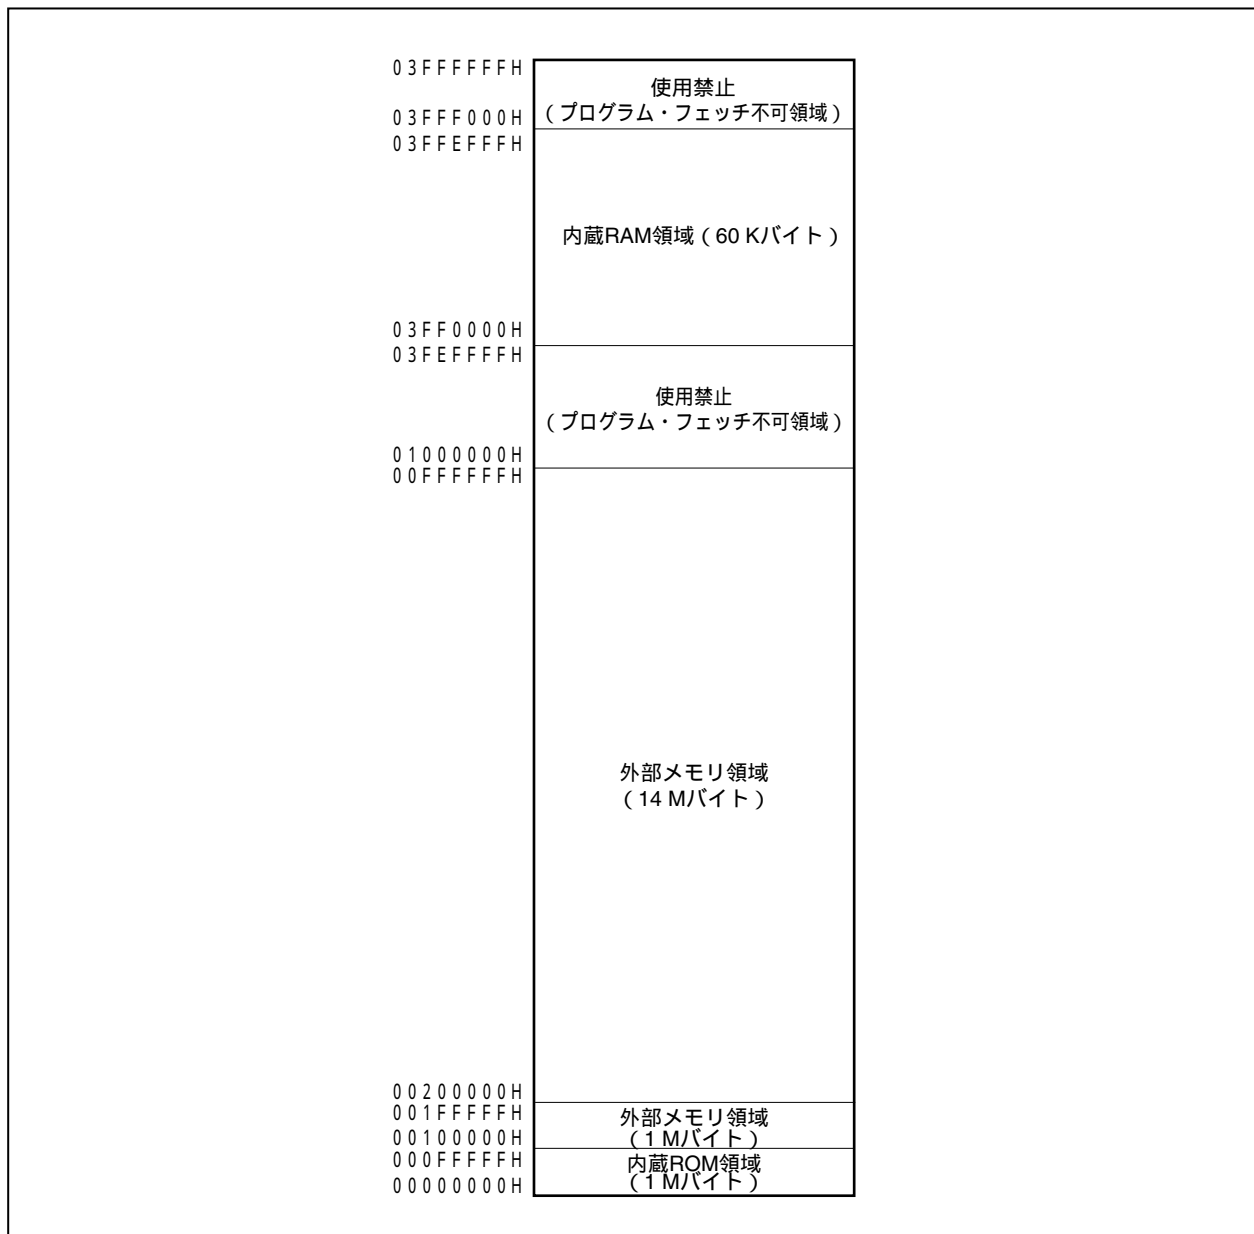 03FFFFFFH
使用禁止
（プログラム・フェッチ不可領域）
03FFF000H
03FFEFFFH
内蔵RAM領域（60 Kバイト）
03FF0000H
03FEFFFFH
使用禁止
（プログラム・フェッチ不可領域）
01000000H
00FFFFFFH
外部メモリ領域
（14 Mバイト）
00200000H
001FFFFFH
外部メモリ領域
（1 Mバイト）
00100000H
000FFFFFH
内蔵ROM領域
（1 Mバイト）
00000000H